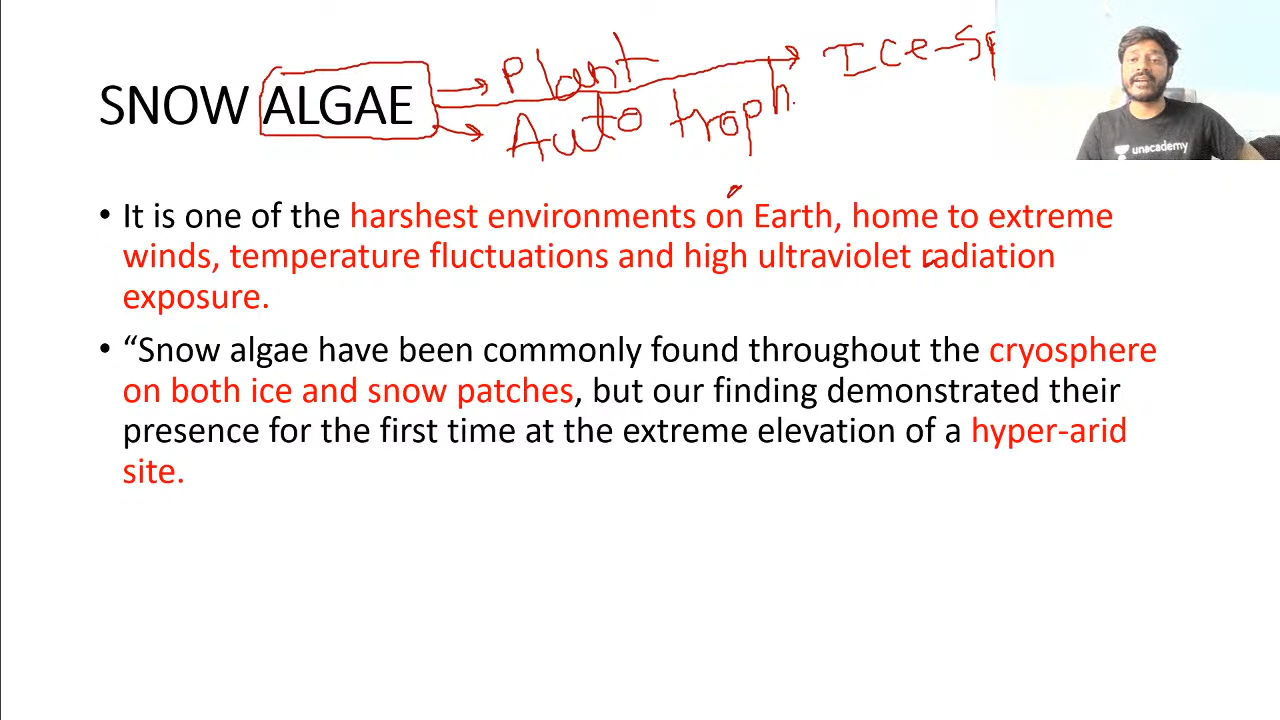 SNOW ALGAE
Plant
Auto troph
Ice-Sp
unacademy
• It is one of the harshest environments on Earth, home to extreme
winds, temperature fluctuations and high ultraviolet radiation
exposure.
• “Snow algae have been commonly found throughout the cryosphere
on both ice and snow patches, but our finding demonstrated their
presence for the first time at the extreme elevation of a hyper-arid
site.